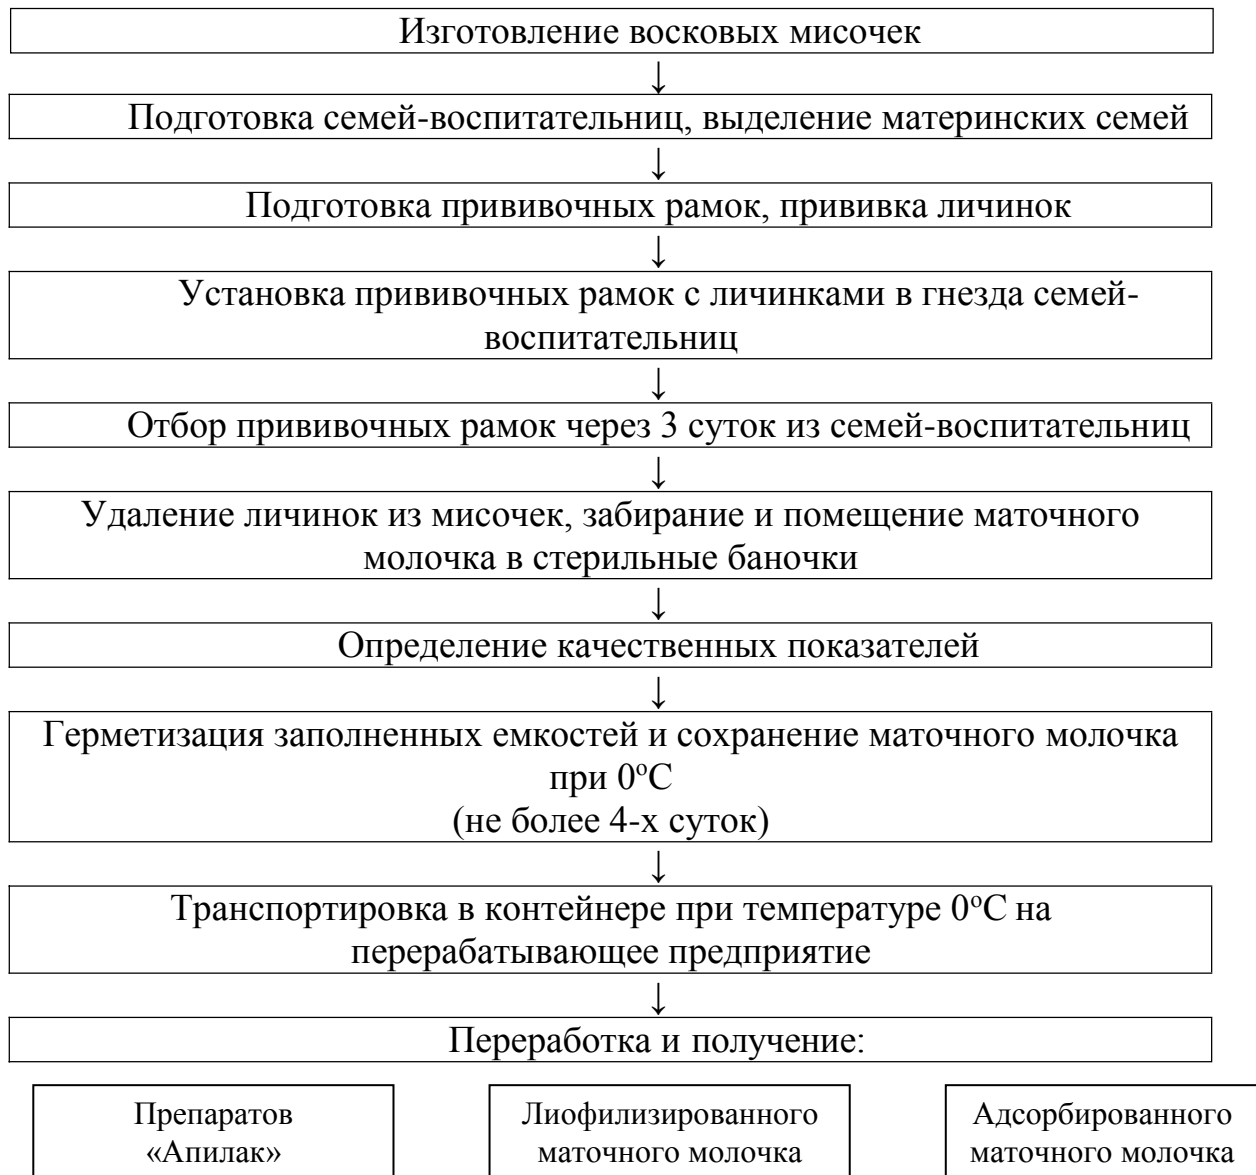 Изготовление восковых мисочек
↓
Подготовка семей-воспитательниц, выделение материнских семей
↓
Подготовка прививочных рамок, прививка личинок
↓
Установка прививочных рамок с личинками в гнезда семей-
воспитательниц
↓
Отбор прививочных рамок через 3 суток из семей-воспитательниц
↓
Удаление личинок из мисочек, забирание и помещение маточного
молочка в стерильные баночки
↓
Определение качественных показателей
↓
Герметизация заполненных емкостей и сохранение маточного молочка
при 0ºС
(не более 4-х суток)
↓
Транспортировка в контейнере при температуре 0ºС на
перерабатывающее предприятие
↓
Переработка и получение:
Препаратов
«Апилак»
Лиофилизированного
маточного молочка
Адсорбированного
маточного молочка